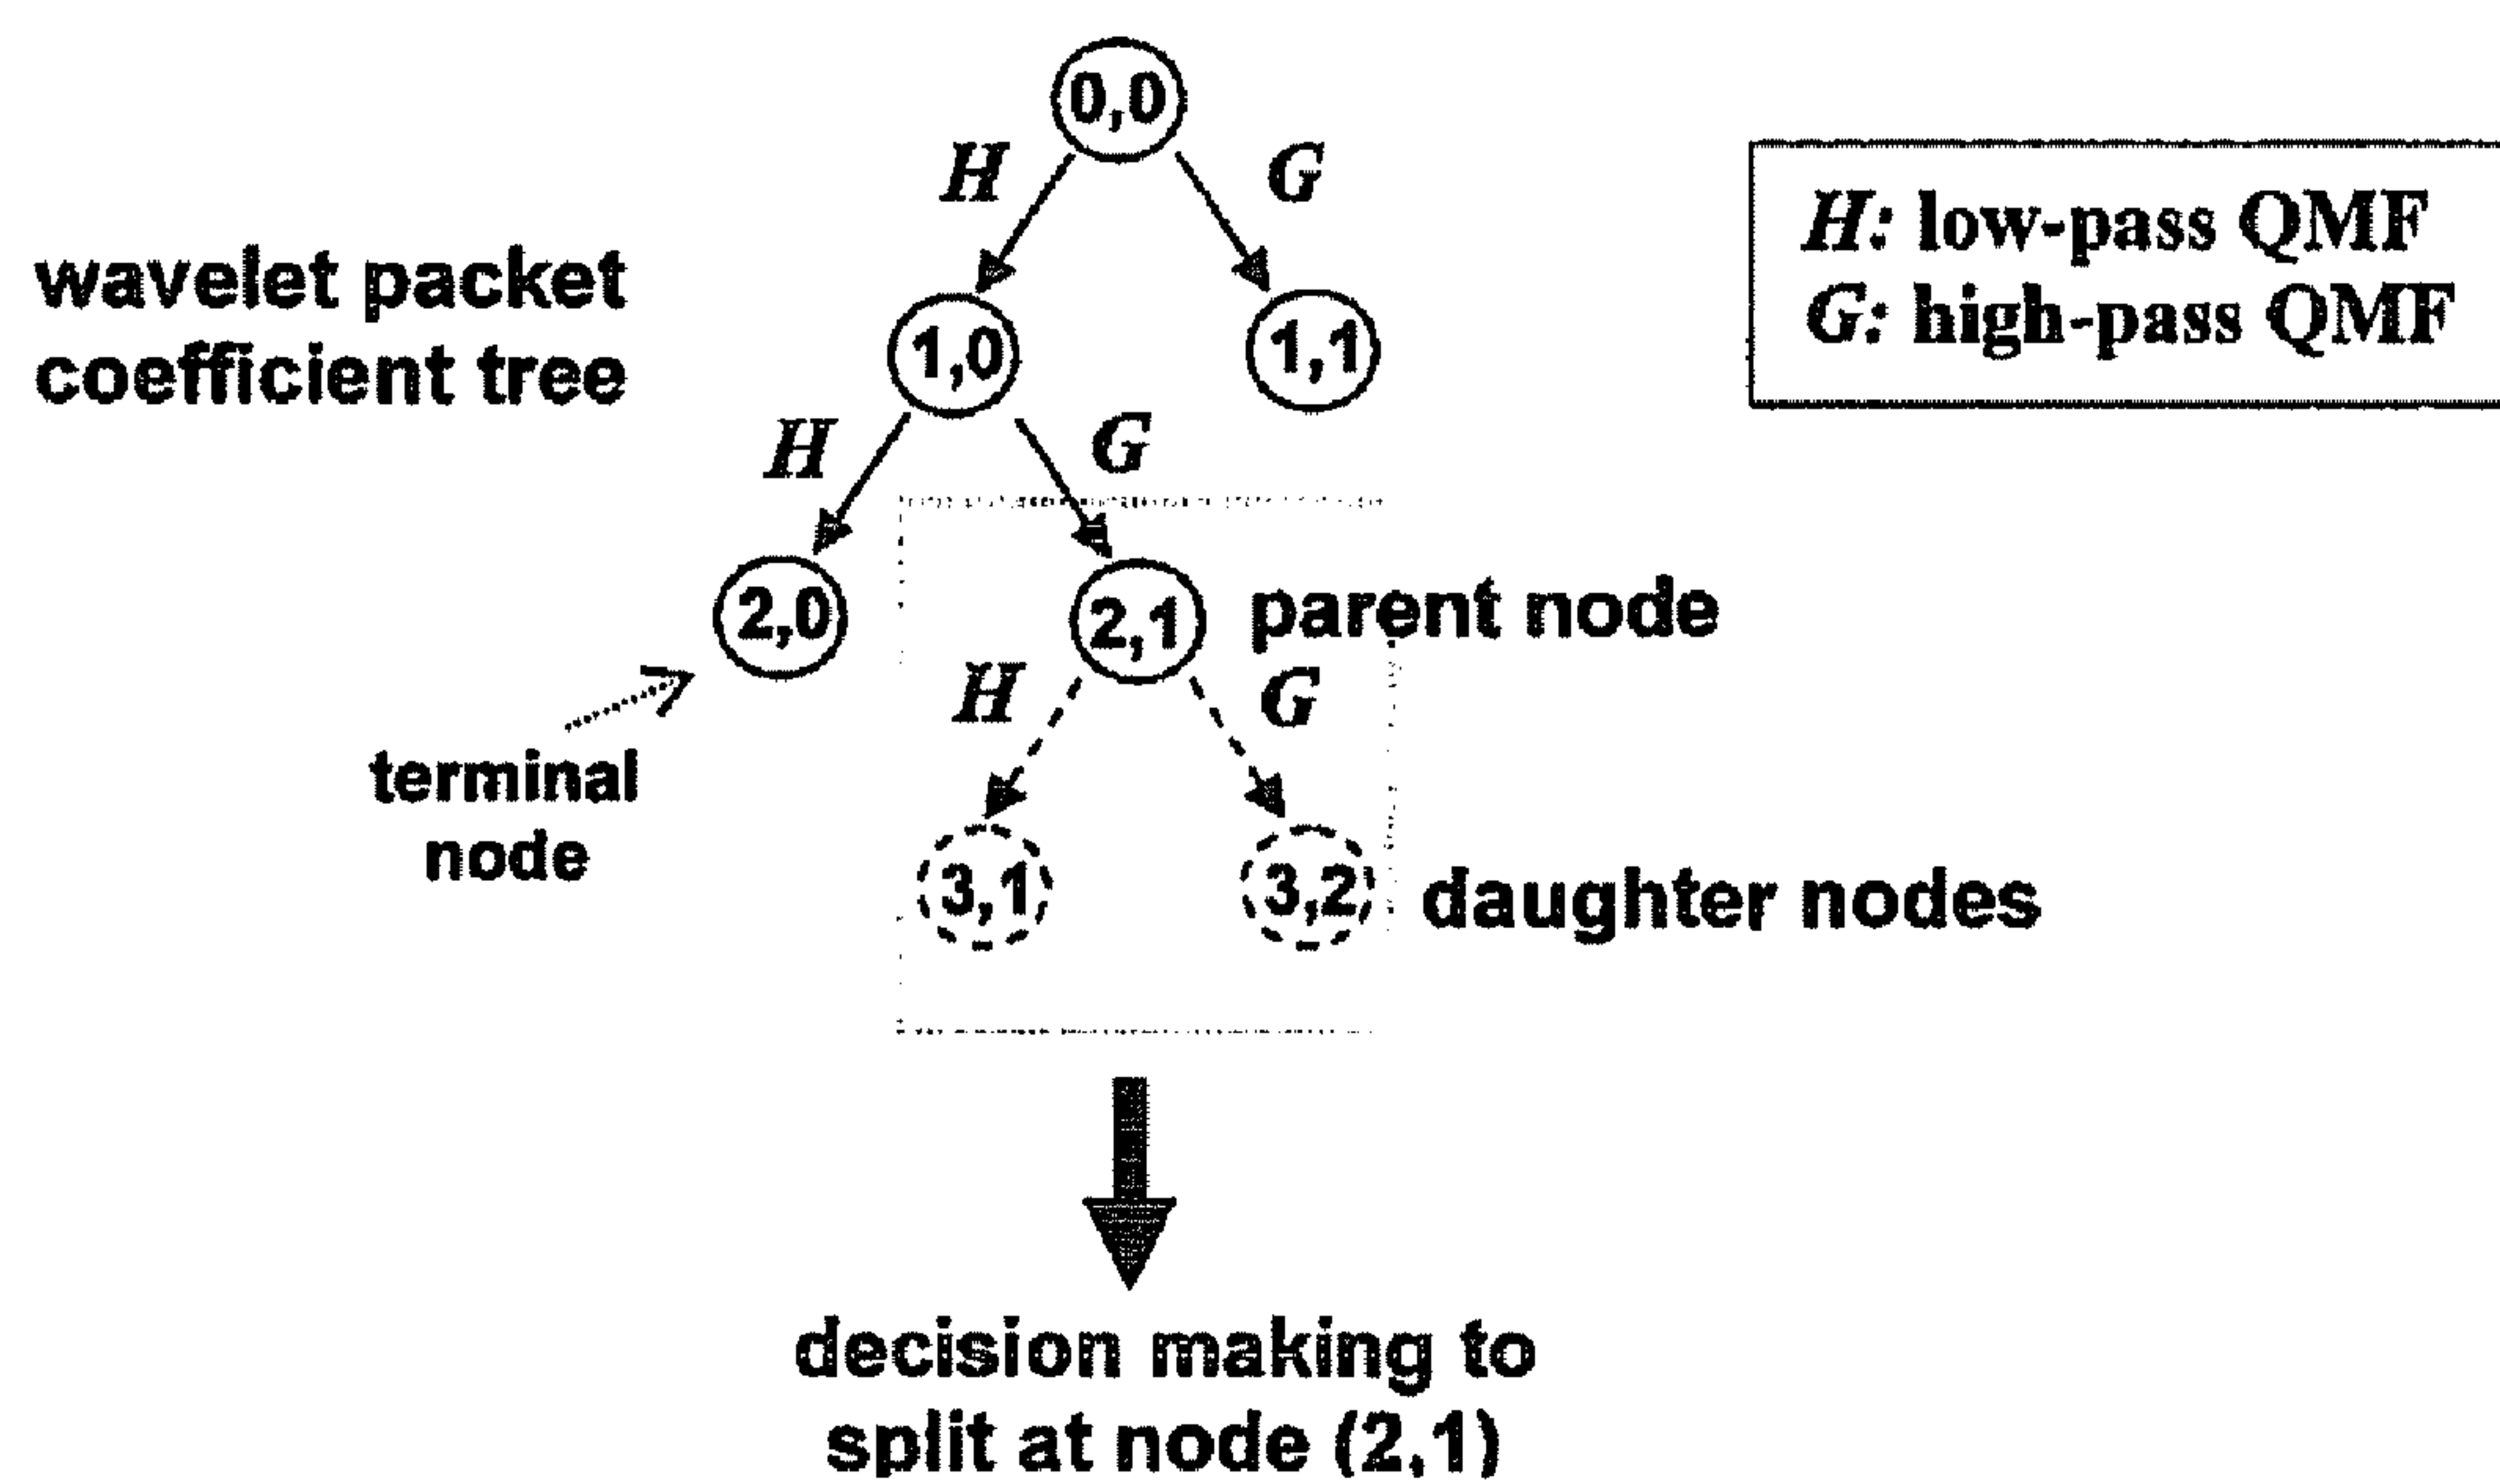 0,0
H
G
H: low-pass QMF
G: high-pass QMF
wavelet packet
coefficient tree
1,0
1,1
H
G
2,0
2,1
parent node
H
G
terminal
node
3,1
3,2
daughter nodes
decision making to
split at node (2,1)